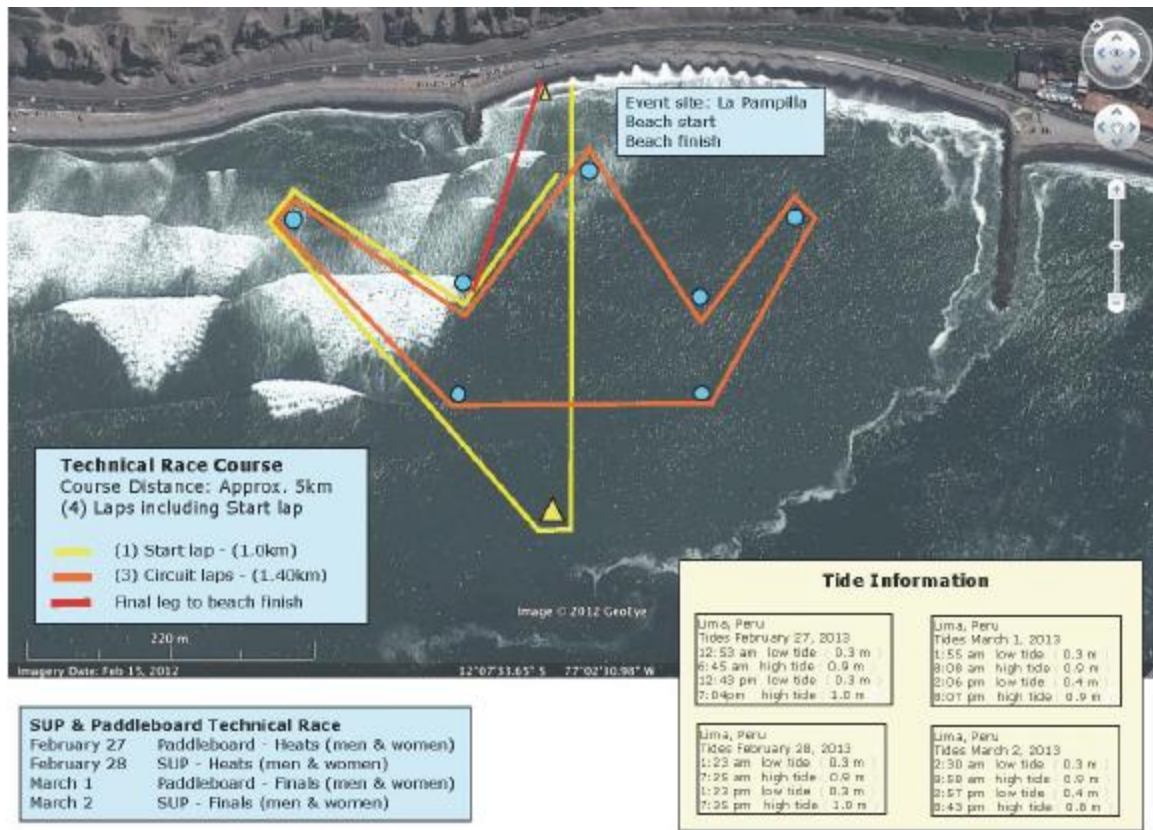 Event site: La Pampilla
Beach start
Beach finish
Technical Race Course
Course Distance: Approx. 5km
(4) Laps including Start lap
(1) Start lap - (1.0km)
(3) Circuit laps - (1.40km)
Final leg to beach finish
220 m
Image © 2012 GeoEye
Imagery Date: Feb 15, 2012
12°07'33.65" S 77°02'30.98" W
Tide Information
Lima, Peru
Tides February 27, 2013
12:53 am low tide ( 0.3 m )
6:45 am high tide ( 0.9 m )
12:43 pm low tide ( 0.3 m )
7:04pm high tide ( 1.0 m )
Lima, Peru
Tides March 1, 2013
1:55 am low tide ( 0.3 m )
8:08 am high tide ( 0.9 m )
2:06 pm low tide ( 0.4 m )
8:07 pm high tide ( 0.9 m )
Lima, Peru
Tides February 28, 2013
1:23 am low tide ( 0.3 m )
7:25 am high tide ( 0.9 m )
1:23 pm low tide ( 0.3 m )
7:35 pm high tide ( 1.0 m )
Lima, Peru
Tides March 2, 2013
2:30 am low tide ( 0.3 m )
8:58 am high tide ( 0.9 m )
2:57 pm low tide ( 0.4 m )
8:43 pm high tide ( 0.8 m )
SUP & Paddleboard Technical Race
February 27 Paddleboard - Heats (men & women)
February 28 SUP - Heats (men & women)
March 1 Paddleboard - Finals (men & women)
March 2 SUP - Finals (men & women)